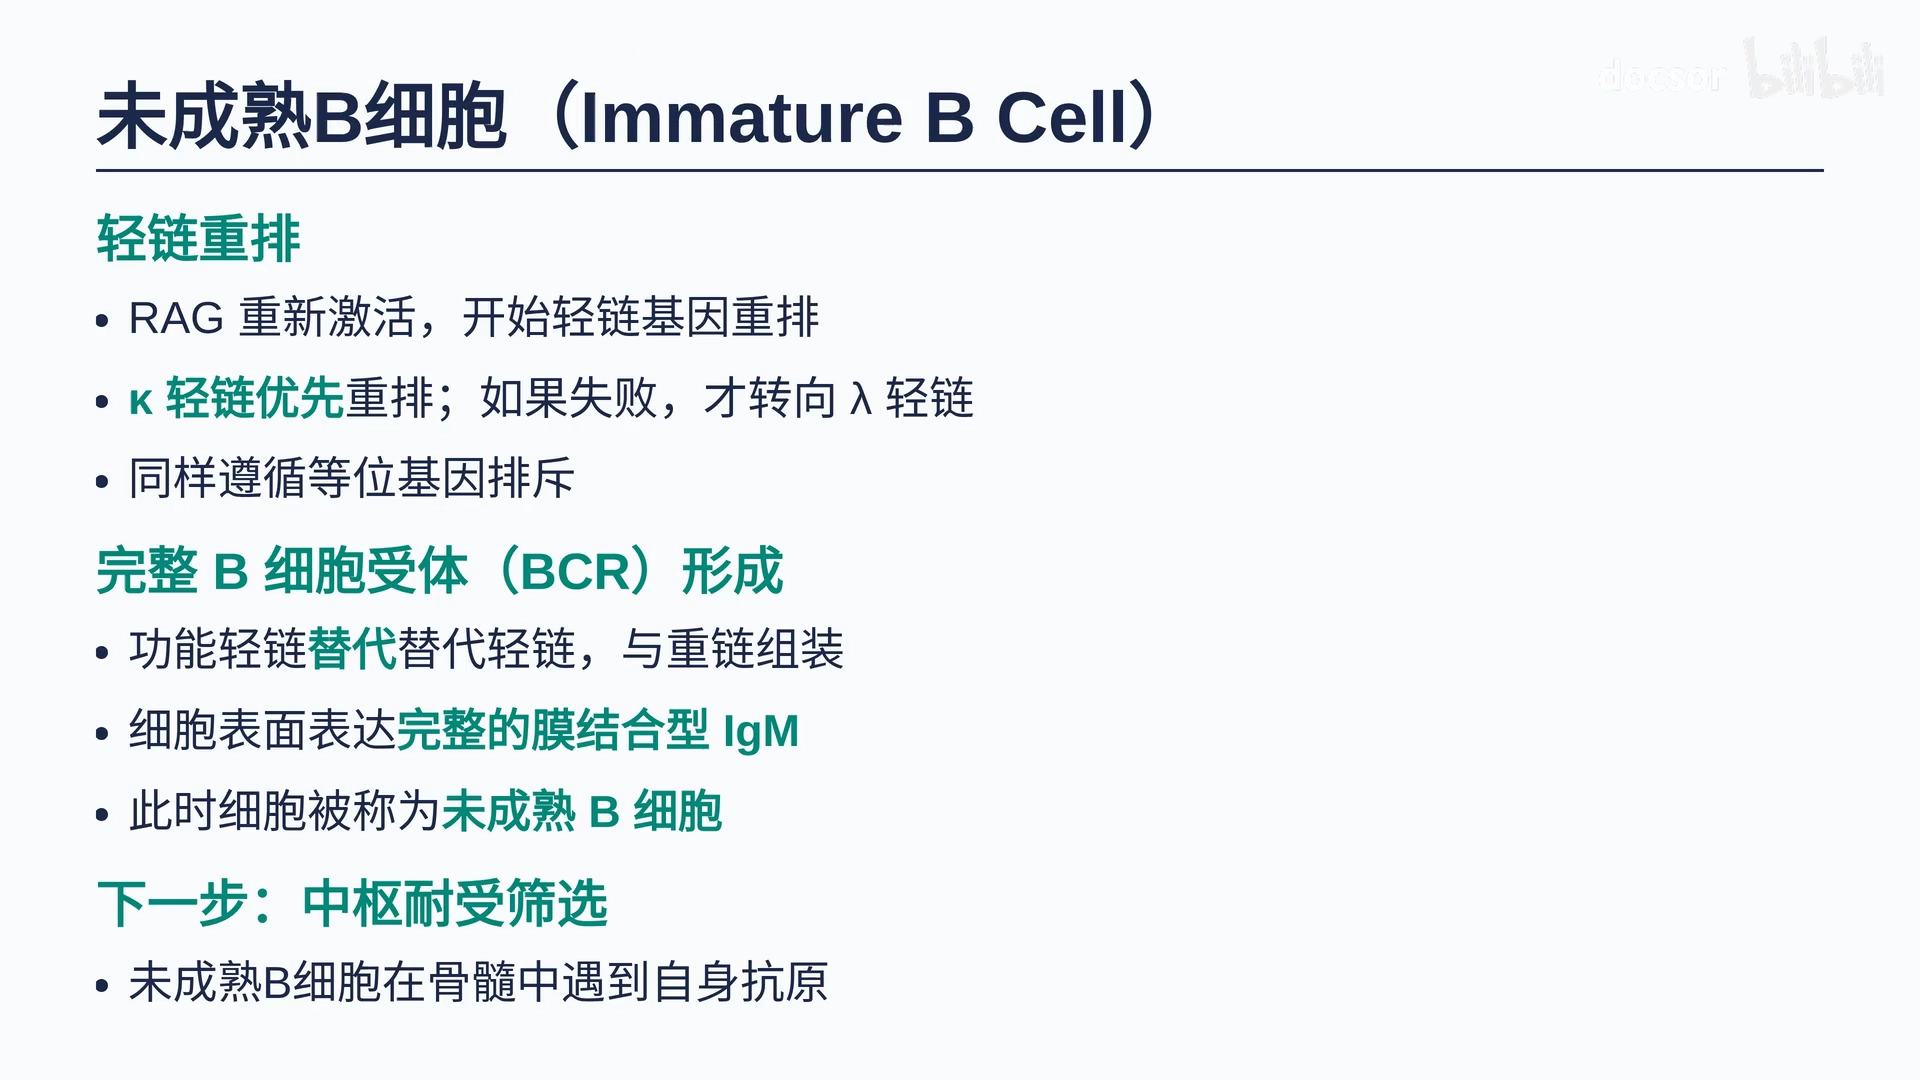 docsor bilibili
未成熟B细胞（Immature B Cell）
轻链重排
• RAG 重新激活，开始轻链基因重排
• κ 轻链优先重排；如果失败，才转向 λ 轻链
• 同样遵循等位基因排斥
完整 B 细胞受体（BCR）形成
• 功能轻链替代替代轻链，与重链组装
• 细胞表面表达完整的膜结合型 IgM
• 此时细胞被称为未成熟 B 细胞
下一步：中枢耐受筛选
• 未成熟B细胞在骨髓中遇到自身抗原